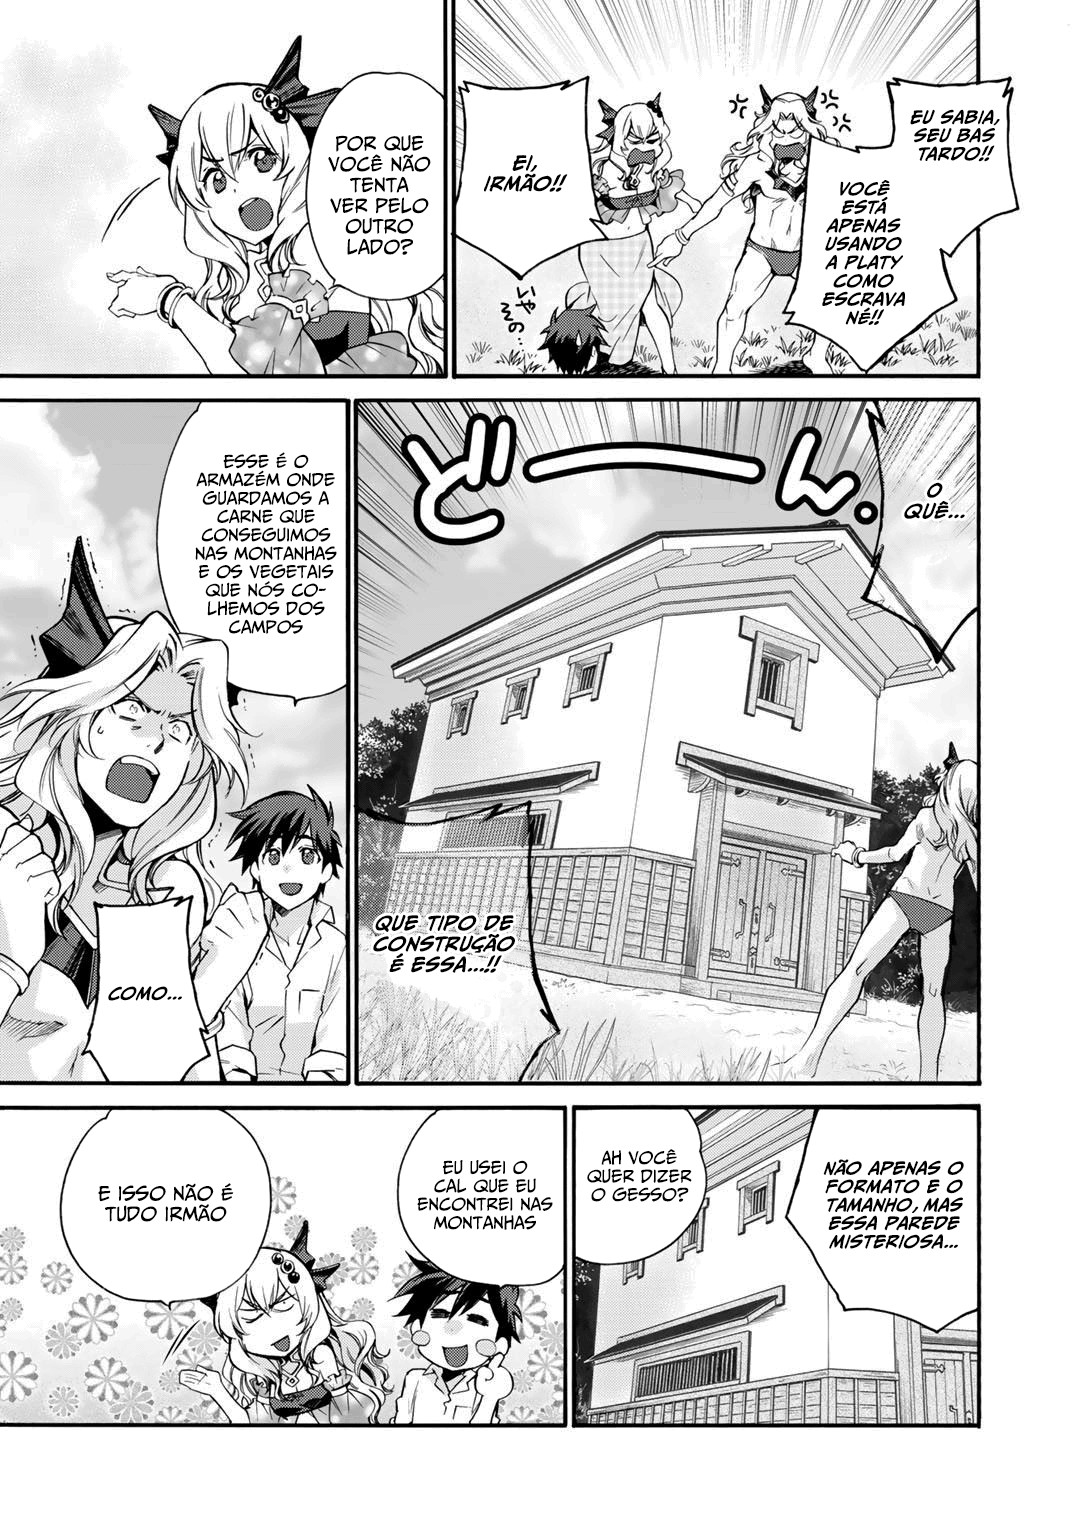 EU SABIA,
SEU BAS
TARDO!!
VOCÊ
ESTÁ
APENAS
USANDO
A PLATY
COMO
ESCRAVA
NÉ!!
EI,
IRMÃO!!
POR QUE
VOCÊ NÃO
TENTA
VER PELO
OUTRO
LADO?
O
QUÊ...
どーん.
QUE TIPO DE
CONSTRUÇÃO
É ESSA...!!
ESSE É O
ARMAZÉM ONDE
GUARDAMOS A
CARNE QUE
CONSEGUIMOS
NAS MONTANHAS
E OS VEGETAIS
QUE NÓS CO-
LHEMOS DOS
CAMPOS
COMO...
NÃO APENAS O
FORMATO E O
TAMANHO, MAS
ESSA PAREDE
MISTERIOSA...
AH VOCÊ
QUER DIZER
O GESSO?
EU USEI O
CAL QUE EU
ENCONTREI NAS
MONTANHAS
E ISSO NÃO É
TUDO IRMÃO